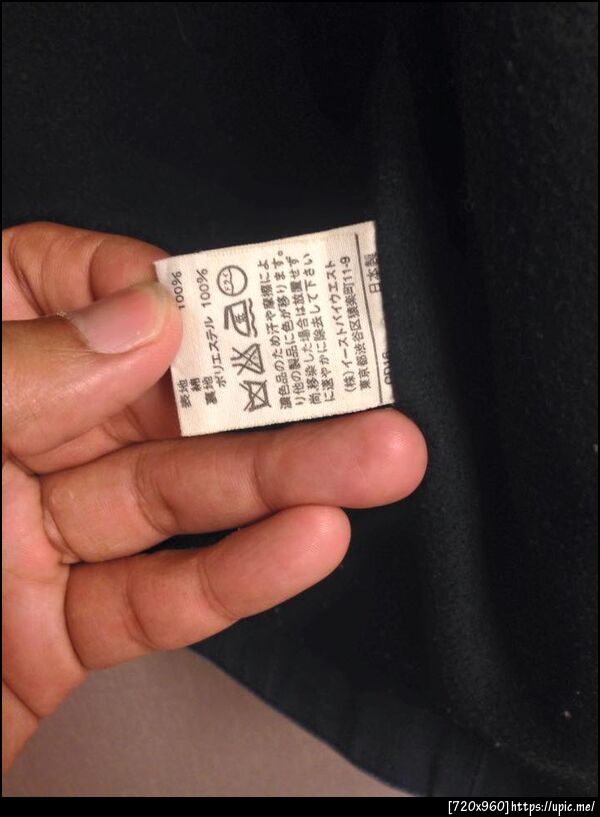 表地
綿 100%
裏地
ポリエステル 100%
濃色品のため汗や摩擦によ
り他の製品に色が移ります。
尚,移染した場合は放置せず
に速やかに除去して下さい
(株)イーストバイウエスト
東京都渋谷区猿楽町11-9
日本製
[720x960]https://upic.me/